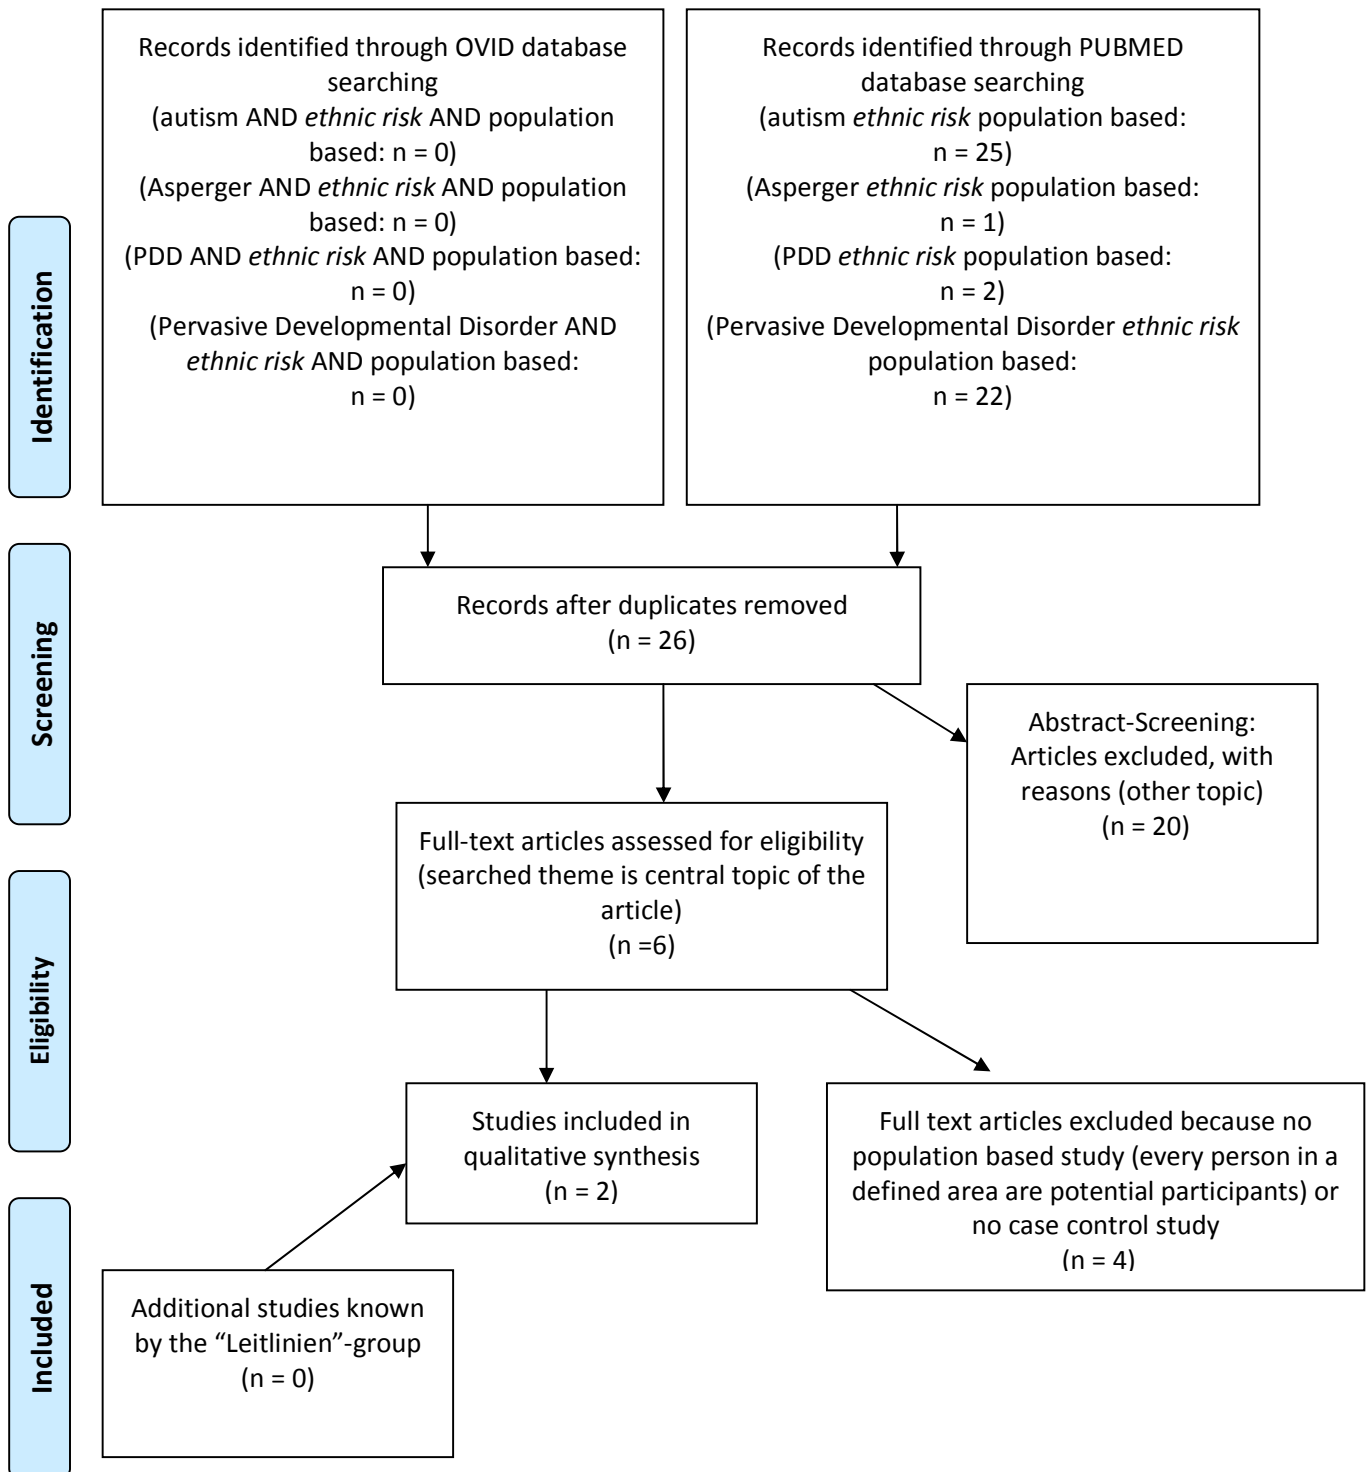 Records identified through OVID database
searching
(autism AND ethnic risk AND population
based: n = 0)
(Asperger AND ethnic risk AND population
based: n = 0)
(PDD AND ethnic risk AND population based:
n = 0)
(Pervasive Developmental Disorder AND
ethnic risk AND population based:
n = 0)
Records identified through PUBMED
database searching
(autism ethnic risk population based:
n = 25)
(Asperger ethnic risk population based:
n = 1)
(PDD ethnic risk population based:
n = 2)
(Pervasive Developmental Disorder ethnic risk
population based:
n = 22)
Identification
Records after duplicates removed
(n = 26)
Screening
Abstract-Screening:
Articles excluded, with
reasons (other topic)
(n = 20)
Full-text articles assessed for eligibility
(searched theme is central topic of the
article)
(n =6)
Eligibility
Studies included in
qualitative synthesis
(n = 2)
Full text articles excluded because no
population based study (every person in a
defined area are potential participants) or
no case control study
(n = 4)
Included
Additional studies known
by the “Leitlinien”-group
(n = 0)